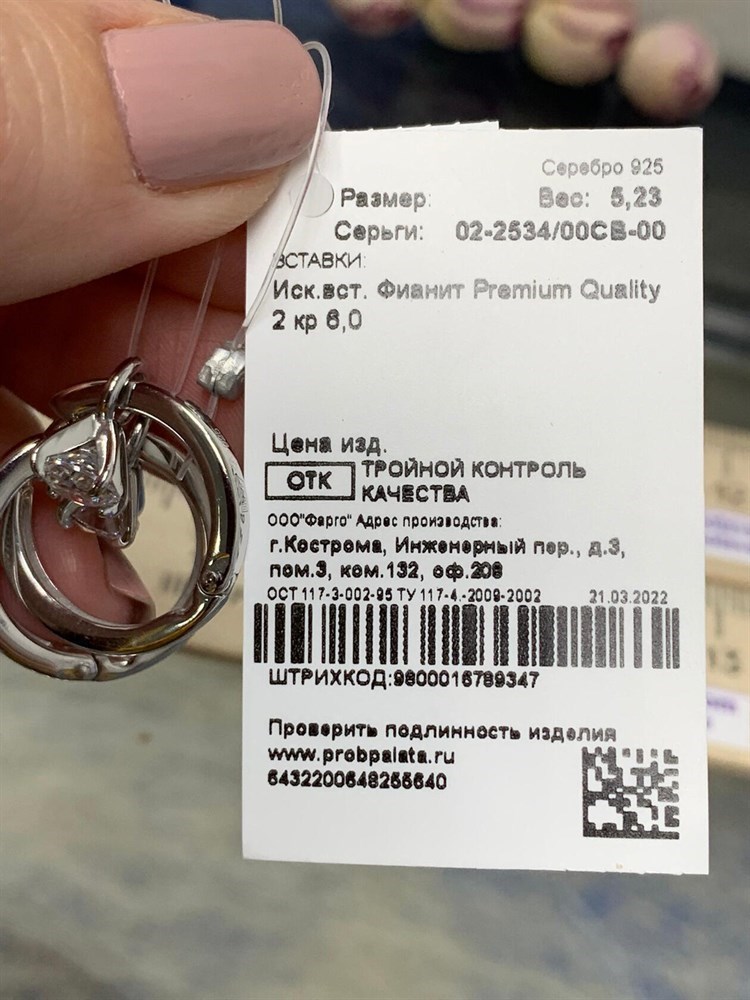 Серебро 925
Размер: Вес: 5,23
Серьги: 02-2534/00СВ-00
ВСТАВКИ:
Иск.вст. Фианит Premium Quality
2 кр 6,0
Цена изд.
ОТК ТРОЙНОЙ КОНТРОЛЬ
КАЧЕСТВА
ООО"Фарго" Адрес производства:
г.Кострома, Инженерный пер., д.3,
пом.3, ком.132, оф.208
ОСТ 117-3-002-95 ТУ 117-4.-2009-2002 21.03.2022
ШТРИХКОД:9800016789347
Проверить подлинность изделия
www.probpalata.ru
6432200648255640